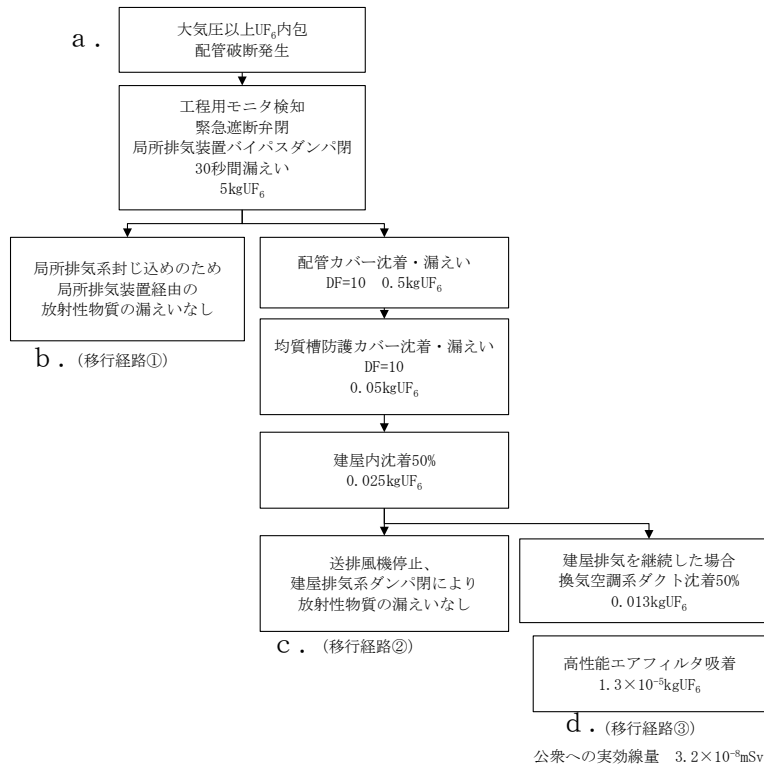 a．
大気圧以上UF₆内包
配管破断発生
工程用モニタ検知
緊急遮断弁閉
局所排気装置バイパスダンパ閉
30秒間漏えい
5kgUF₆
局所排気系封じ込めのため
局所排気装置経由の
放射性物質の漏えいなし
b．(移行経路①)
配管カバー沈着・漏えい
DF=10　0.5kgUF₆
均質槽防護カバー沈着・漏えい
DF=10
0.05kgUF₆
建屋内沈着50%
0.025kgUF₆
送排風機停止、
建屋排気系ダンパ閉により
放射性物質の漏えいなし
c．(移行経路②)
建屋排気を継続した場合
換気空調系ダクト沈着50%
0.013kgUF₆
高性能エアフィルタ吸着
1.3×10⁻⁵kgUF₆
d．(移行経路③)
公衆への実効線量　3.2×10⁻⁸mSv